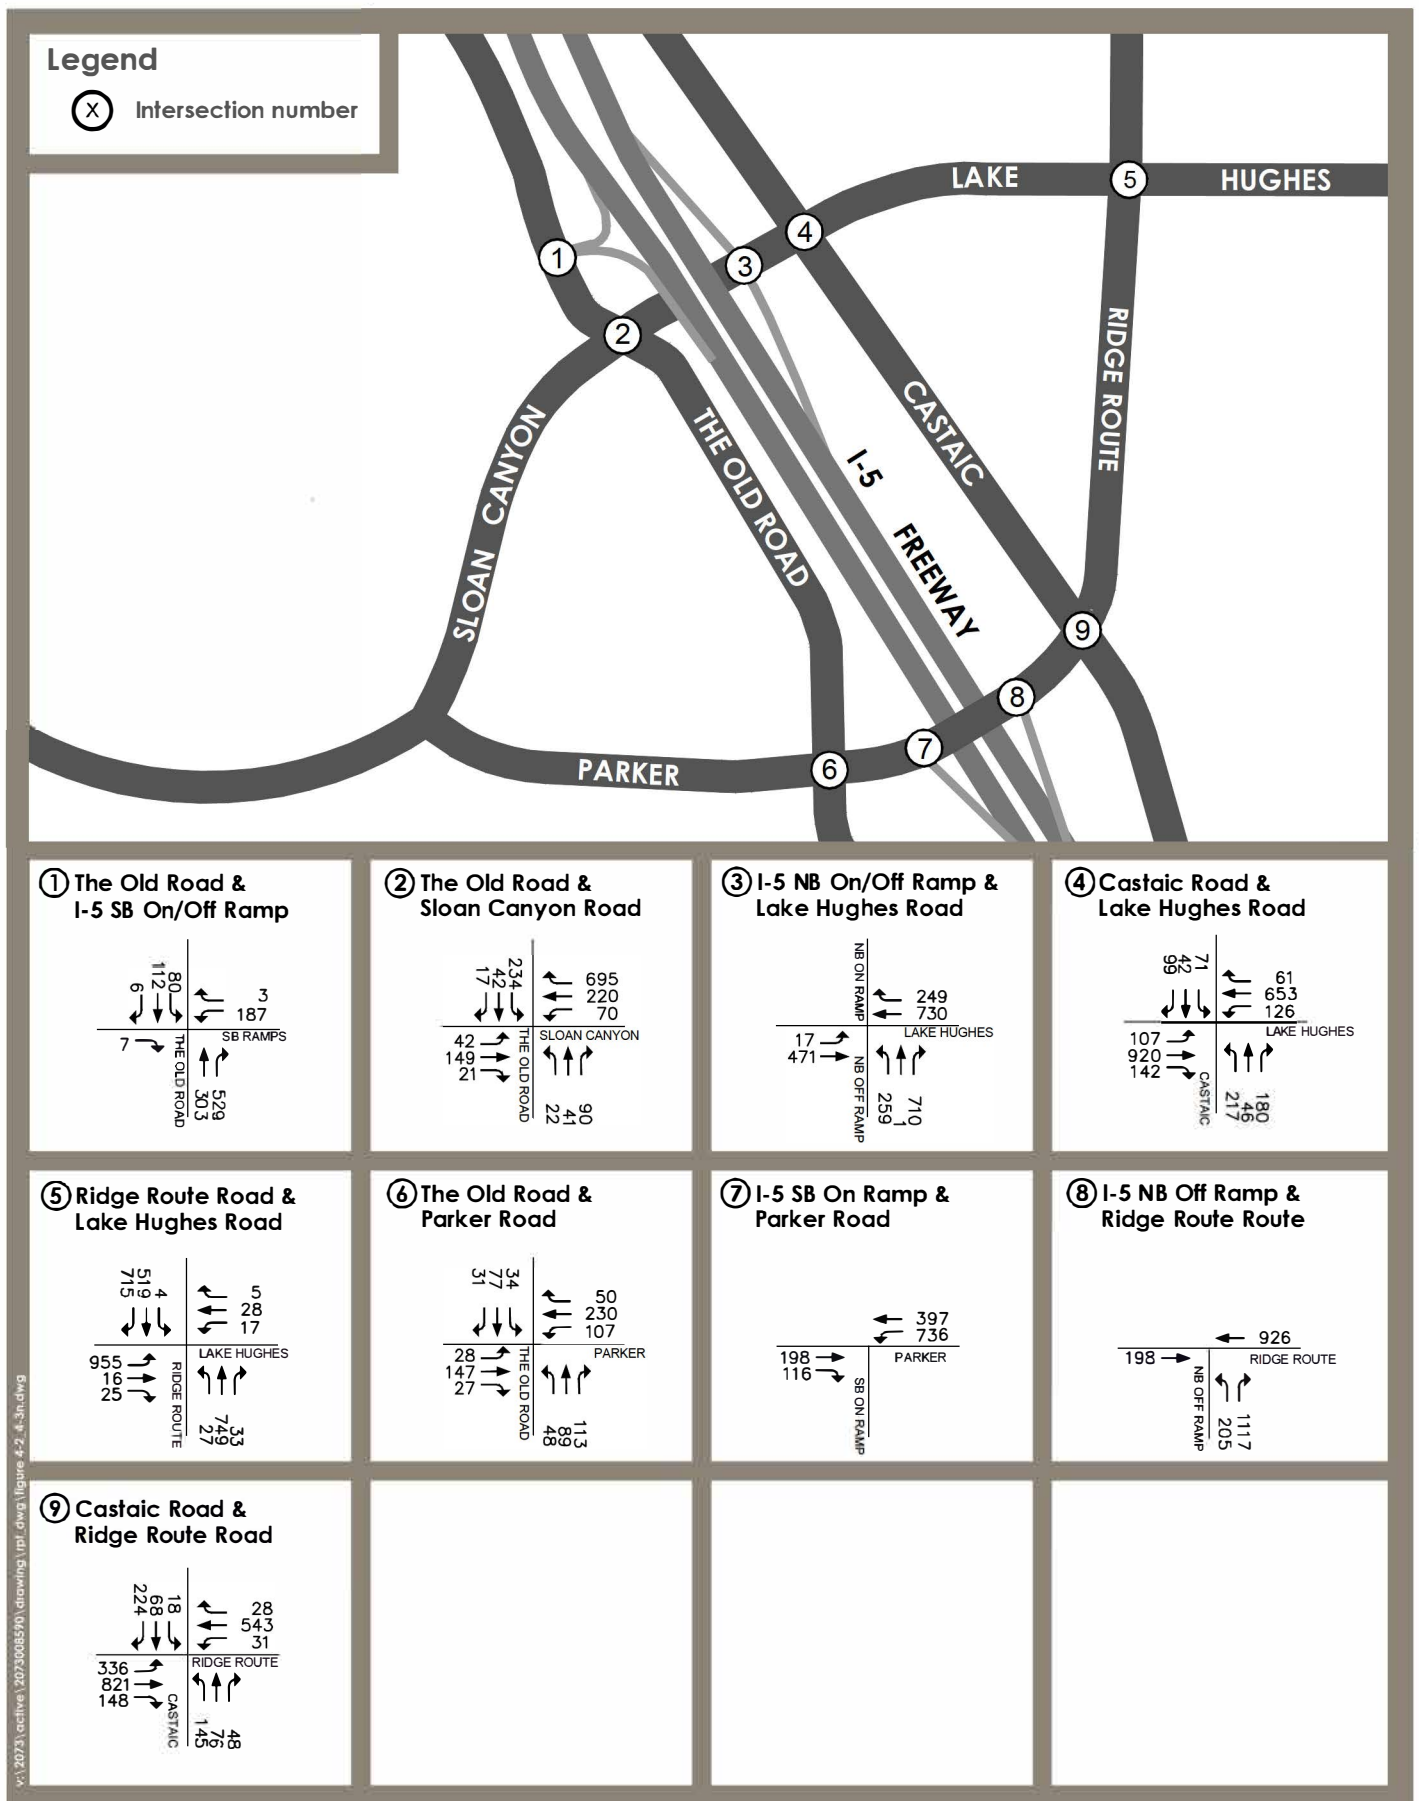 Legend
X Intersection number
LAKE HUGHES
CASTAIC
RIDGE ROUTE
THE OLD ROAD
I-5 FREEWAY
SLOAN CANYON
PARKER
1
2
3
4
5
6
7
8
9
1 The Old Road &
I-5 SB On/Off Ramp
6 112 80
3
187
SB RAMPS
7
THE OLD ROAD
303 529
2 The Old Road &
Sloan Canyon Road
17 42 234
695
220
70
SLOAN CANYON
42
149
21
THE OLD ROAD
22 41 90
3 I-5 NB On/Off Ramp &
Lake Hughes Road
NB ON RAMP
249
730
LAKE HUGHES
17
471
NB OFF RAMP
259 1 710
4 Castaic Road &
Lake Hughes Road
42 71
61
653
126
LAKE HUGHES
107
920
142
CASTAIC
217 46 180
5 Ridge Route Road &
Lake Hughes Road
715 519 4
5
28
17
LAKE HUGHES
955
16
25
RIDGE ROUTE
27 749 33
6 The Old Road &
Parker Road
31 77 34
50
230
107
PARKER
28
147
27
THE OLD ROAD
48 89 113
7 I-5 SB On Ramp &
Parker Road
397
736
PARKER
198
116
SB ON RAMP
8 I-5 NB Off Ramp &
Ridge Route Route
926
RIDGE ROUTE
198
NB OFF RAMP
205 1117
9 Castaic Road &
Ridge Route Road
224 68 18
28
543
31
RIDGE ROUTE
336
821
148
CASTAIC
145 76 48
v:\2073\active\2073008590\drawing\rpt_dwg\figure 4-2_4-3n.dwg